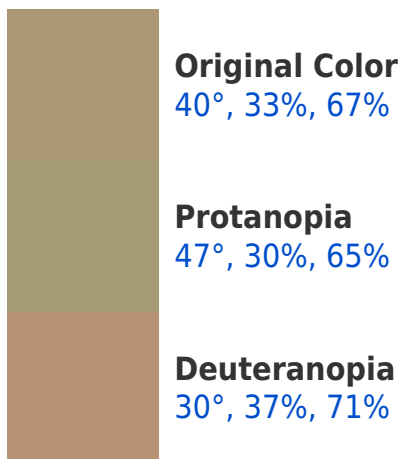 Original Color
40°, 33%, 67%
Protanopia
47°, 30%, 65%
Deuteranopia
30°, 37%, 71%